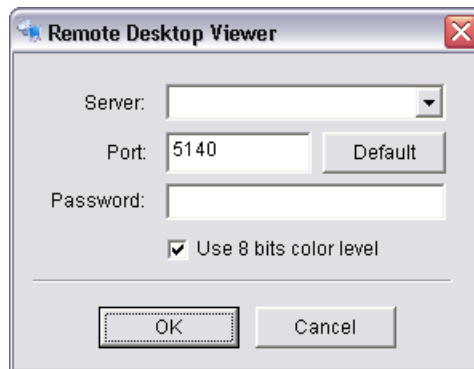 Remote Desktop Viewer
Server:
Port: 5140 Default
Password:
Use 8 bits color level
OK Cancel